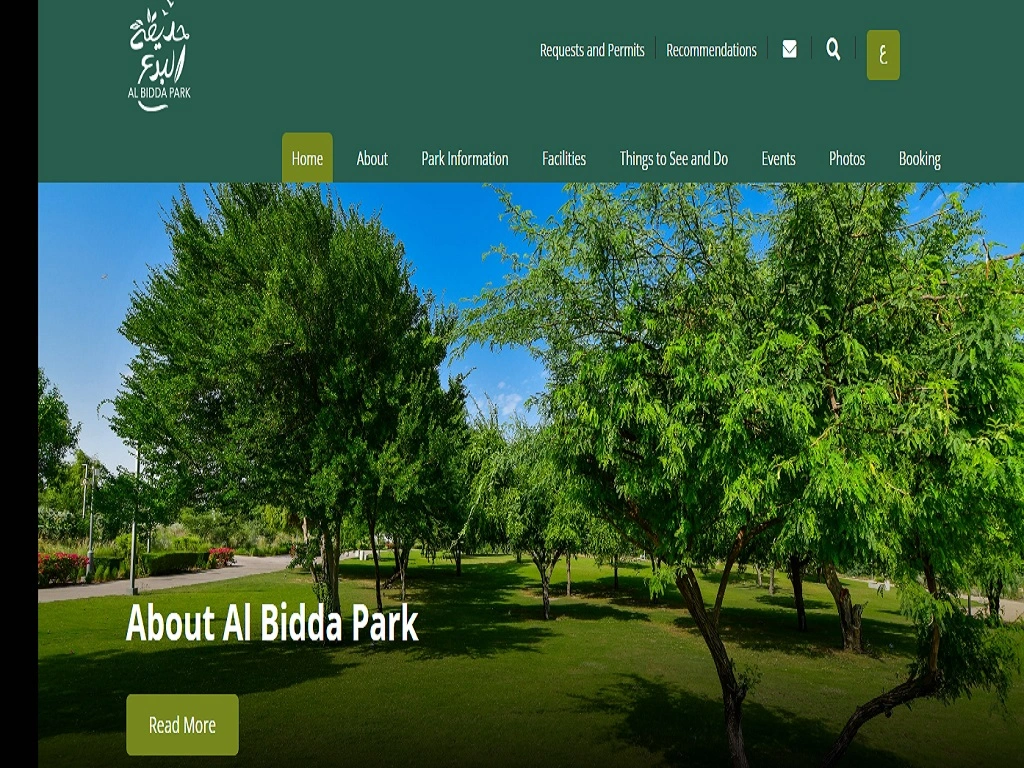 حديقة
البدع
AL BIDDA PARK
Requests and Permits
Recommendations
ع
Home
About
Park Information
Facilities
Things to See and Do
Events
Photos
Booking
About Al Bidda Park
Read More